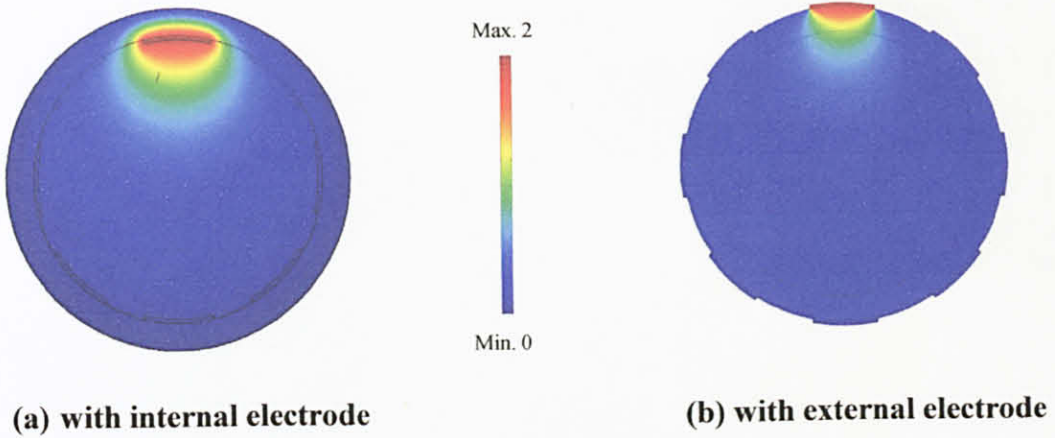 Max. 2
Min. 0
(a) with internal electrode
(b) with external electrode